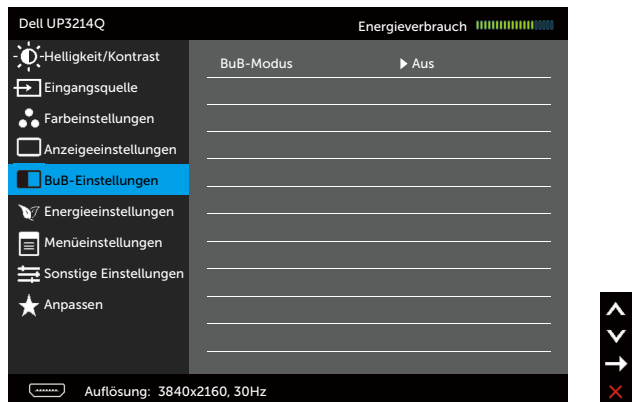 Dell UP3214Q
Energieverbrauch
Helligkeit/Kontrast
BuB-Modus
Aus
Eingangsquelle
Farbeinstellungen
Anzeigeeinstellungen
BuB-Einstellungen
Energieeinstellungen
Menüeinstellungen
Sonstige Einstellungen
Anpassen
Auflösung: 3840x2160, 30Hz